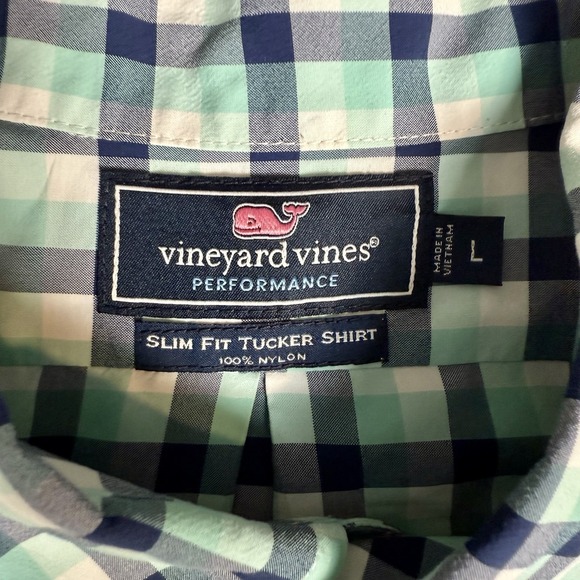 vineyard vines®
PERFORMANCE
SLIM FIT TUCKER SHIRT
100% NYLON
MADE IN
VIETNAM
L